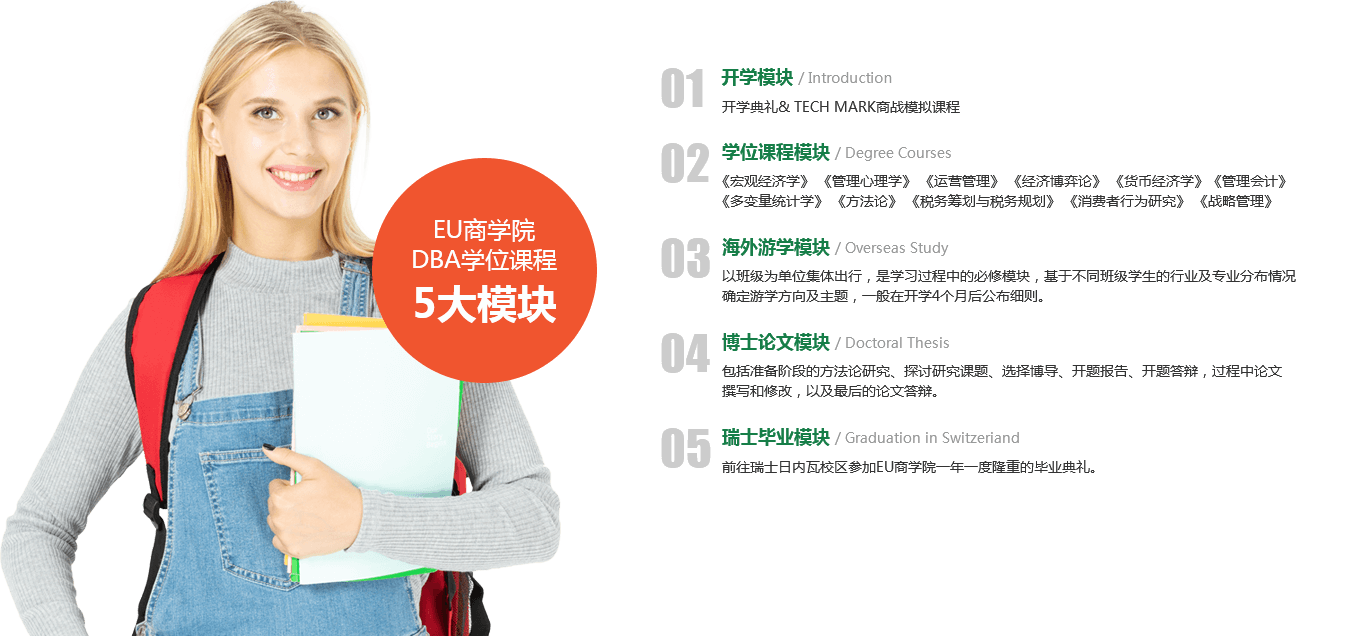 EU商学院
DBA学位课程
5大模块
01 开学模块 / Introduction
开学典礼& TECH MARK商战模拟课程
02 学位课程模块 / Degree Courses
《宏观经济学》 《管理心理学》 《运营管理》 《经济博弈论》 《货币经济学》《管理会计》
《多变量统计学》 《方法论》 《税务筹划与税务规划》 《消费者行为研究》 《战略管理》
03 海外游学模块 / Overseas Study
以班级为单位集体出行，是学习过程中的必修模块，基于不同班级学生的行业及专业分布情况
确定游学方向及主题，一般在开学4个月后公布细则。
04 博士论文模块 / Doctoral Thesis
包括准备阶段的方法论研究、探讨研究课题、选择博导、开题报告、开题答辩，过程中论文
撰写和修改，以及最后的论文答辩。
05 瑞士毕业模块 / Graduation in Switzeriand
前往瑞士日内瓦校区参加EU商学院一年一度隆重的毕业典礼。